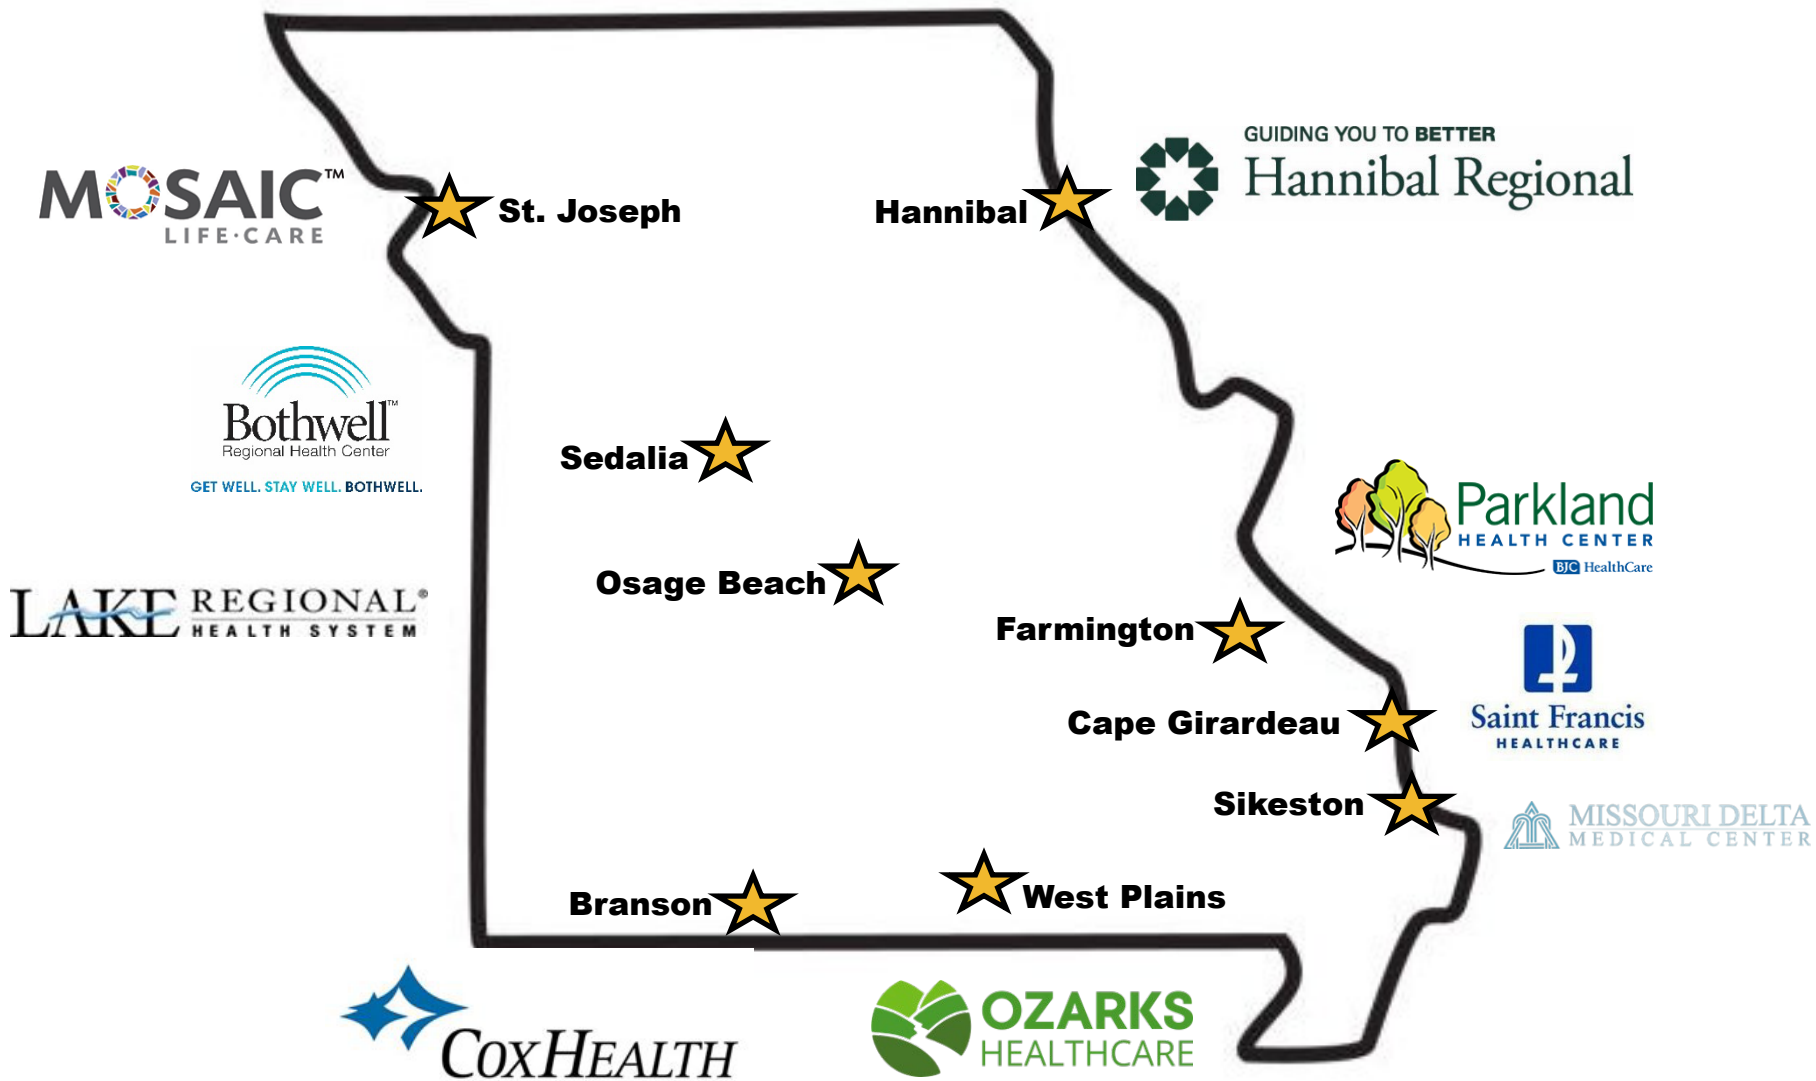 GUIDING YOU TO BETTER
Hannibal Regional
MOSAIC™
LIFE·CARE
St. Joseph
Hannibal
Bothwell™
Regional Health Center
GET WELL. STAY WELL. BOTHWELL.
Sedalia
Parkland
HEALTH CENTER
BJC HealthCare
LAKE REGIONAL®
HEALTH SYSTEM
Osage Beach
Farmington
Saint Francis
HEALTHCARE
Cape Girardeau
Sikeston
MISSOURI DELTA
MEDICAL CENTER
Branson
West Plains
COXHEALTH
OZARKS
HEALTHCARE